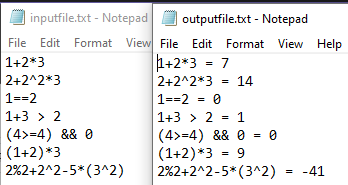 inputfile.txt - Notepad
File Edit Format View
1+2*3
2+2^2*3
1==2
1+3 > 2
(4>=4) && 0
(1+2)*3
2%2+2^2-5*(3^2)
outputfile.txt - Notepad
File Edit Format View Help
1+2*3 = 7
2+2^2*3 = 14
1==2 = 0
1+3 > 2 = 1
(4>=4) && 0 = 0
(1+2)*3 = 9
2%2+2^2-5*(3^2) = -41